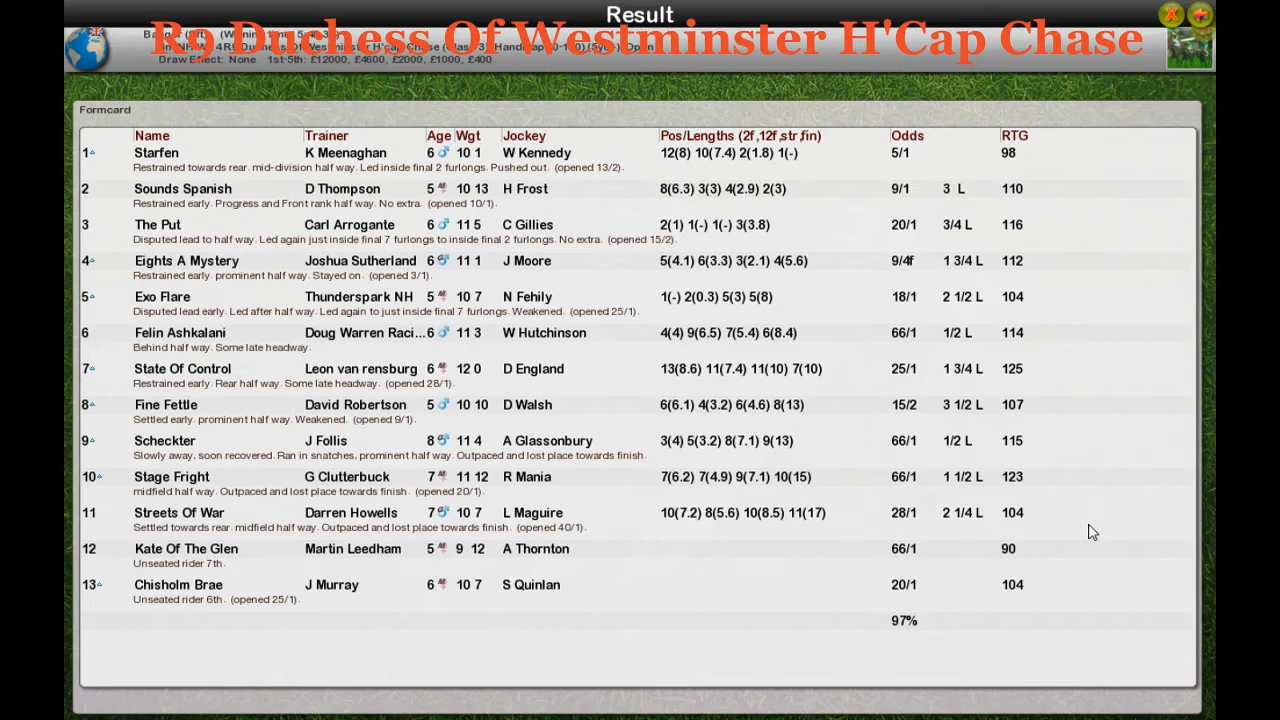 Result
Re Duchess Of Westminster H'Cap Chase
Draw Effect: None 1st-5th: £12000, £4600, £2000, £1000, £400
Formcard
Name Trainer Age Wgt Jockey Pos/Lengths (2f,12f,str,fin) Odds RTG
1 Starfen K Meenaghan 6 10 1 W Kennedy 12(8) 10(7.4) 2(1.8) 1(-) 5/1 98
Restrained towards rear. mid-division half way. Led inside final 2 furlongs. Pushed out. (opened 13/2).
2 Sounds Spanish D Thompson 5 10 13 H Frost 8(6.3) 3(3) 4(2.9) 2(3) 9/1 3 L 110
Restrained early. Progress and Front rank half way. No extra. (opened 10/1).
3 The Put Carl Arrogante 6 11 5 C Gillies 2(1) 1(-) 1(-) 3(3.8) 20/1 3/4 L 116
Disputed lead to half way. Led again just inside final 7 furlongs to inside final 2 furlongs. No extra. (opened 15/2).
4 Eights A Mystery Joshua Sutherland 6 11 1 J Moore 5(4.1) 6(3.3) 3(2.1) 4(5.6) 9/4f 1 3/4 L 112
Restrained early. prominent half way. Stayed on. (opened 3/1).
5 Exo Flare Thunderspark NH 5 10 7 N Fehily 1(-) 2(0.3) 5(3) 5(8) 18/1 2 1/2 L 104
Disputed lead early. Led after half way. Led again to just inside final 7 furlongs. Weakened. (opened 25/1).
6 Felin Ashkalani Doug Warren Raci... 6 11 3 W Hutchinson 4(4) 9(6.5) 7(5.4) 6(8.4) 66/1 1/2 L 114
Behind half way. Some late headway.
7 State Of Control Leon van rensburg 6 12 0 D England 13(8.6) 11(7.4) 11(10) 7(10) 25/1 1 3/4 L 125
Restrained early. Rear half way. Some late headway. (opened 28/1).
8 Fine Fettle David Robertson 5 10 10 D Walsh 6(6.1) 4(3.2) 6(4.6) 8(13) 15/2 3 1/2 L 107
Settled early. prominent half way. Weakened. (opened 9/1).
9 Scheckter J Follis 8 11 4 A Glassonbury 3(4) 5(3.2) 8(7.1) 9(13) 66/1 1/2 L 115
Slowly away, soon recovered. Ran in snatches, prominent half way. Outpaced and lost place towards finish.
10 Stage Fright G Clutterbuck 7 11 12 R Mania 7(6.2) 7(4.9) 9(7.1) 10(15) 66/1 1 1/2 L 123
midfield half way. Outpaced and lost place towards finish. (opened 20/1).
11 Streets Of War Darren Howells 7 10 7 L Maguire 10(7.2) 8(5.6) 10(8.5) 11(17) 28/1 2 1/4 L 104
Settled towards rear. midfield half way. Outpaced and lost place towards finish. (opened 40/1).
12 Kate Of The Glen Martin Leedham 5 9 12 A Thornton 66/1 90
Unseated rider 7th.
13 Chisholm Brae J Murray 6 10 7 S Quinlan 20/1 104
Unseated rider 6th. (opened 25/1).
97%